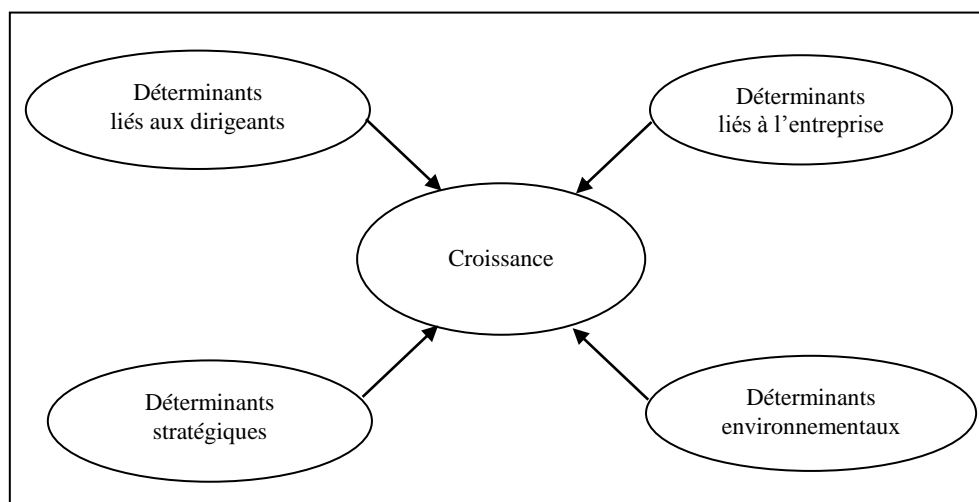 Déterminants
liés aux dirigeants
Déterminants
liés à l’entreprise
Croissance
Déterminants
stratégiques
Déterminants
environnementaux